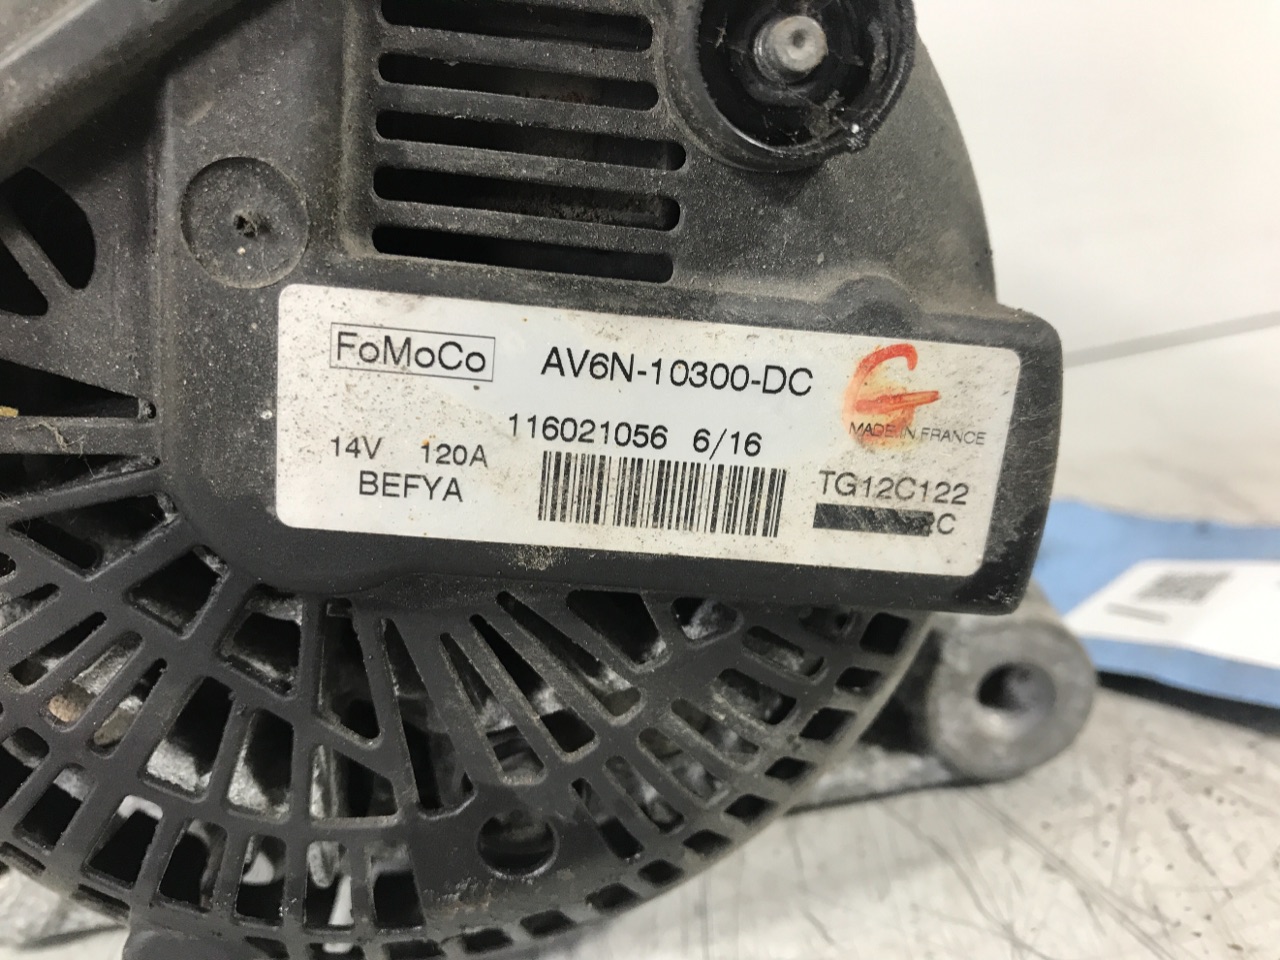 FoMoCo AV6N-10300-DC
MADE IN FRANCE
116021056 6/16
14V 120A
BEFYA
TG12C122
C